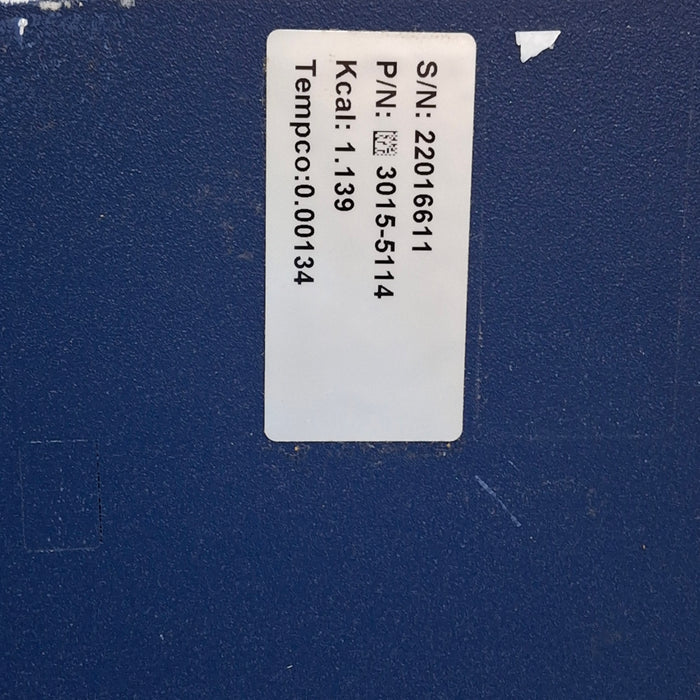 S/N: 22016611
P/N: 3015-5114
Kcal: 1.139
Tempco:0.00134